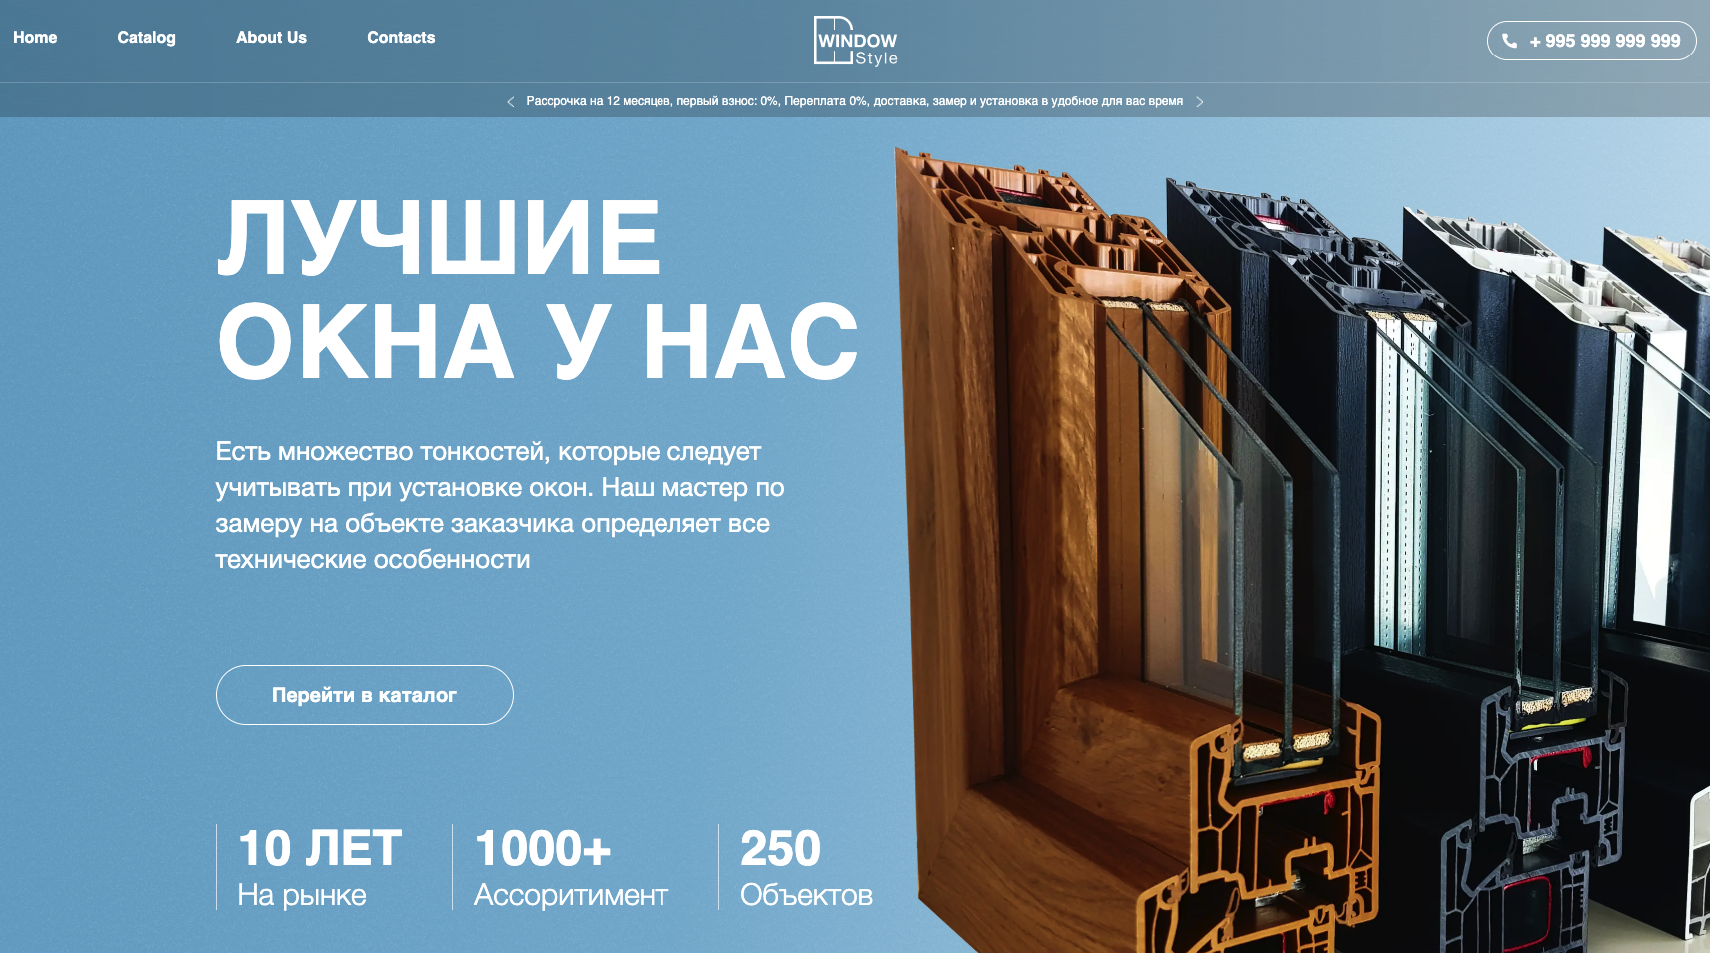 Home
Catalog
About Us
Contacts
WINDOW
Style
+ 995 999 999 999
Рассрочка на 12 месяцев, первый взнос: 0%, Переплата 0%, доставка, замер и установка в удобное для вас время
ЛУЧШИЕ
ОКНА У НАС
Есть множество тонкостей, которые следует
учитывать при установке окон. Наш мастер по
замеру на объекте заказчика определяет все
технические особенности
Перейти в каталог
10 ЛЕТ
На рынке
1000+
Ассоритимент
250
Объектов